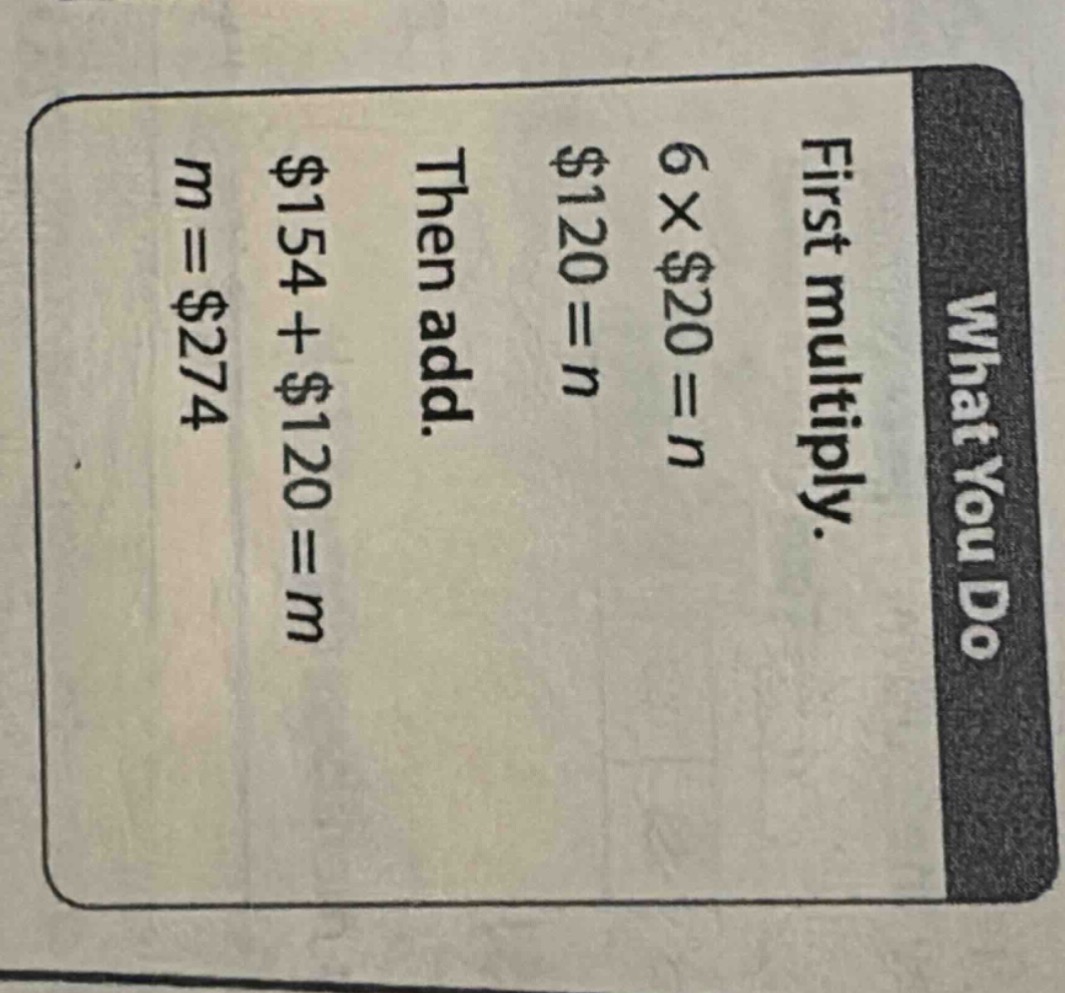 What You Do
First multiply.
6 × $20 = n
$120 = n
Then add.
$154 + $120 = m
m = $274